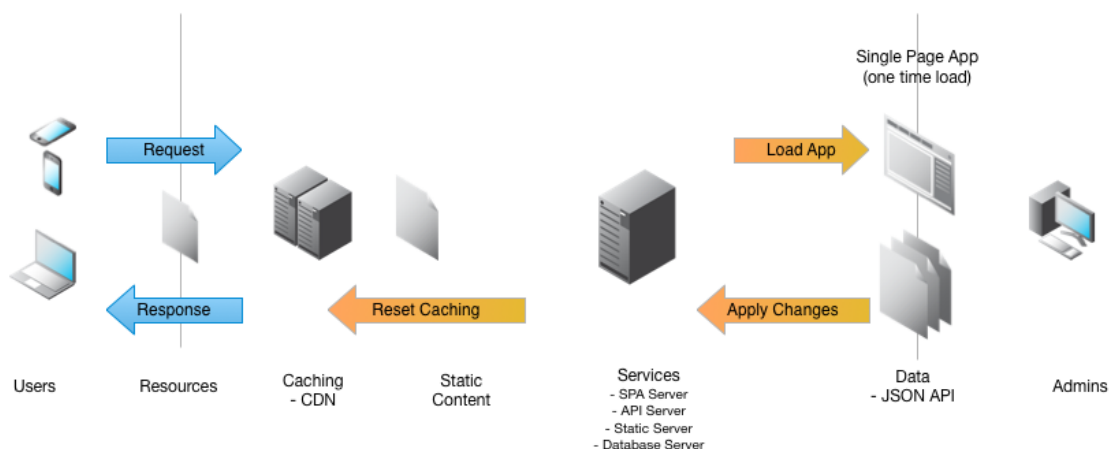 Single Page App
(one time load)
Request
Load App
Response
Reset Caching
Apply Changes
Users
Resources
Caching
- CDN
Static
Content
Services
- SPA Server
- API Server
- Static Server
- Database Server
Data
- JSON API
Admins